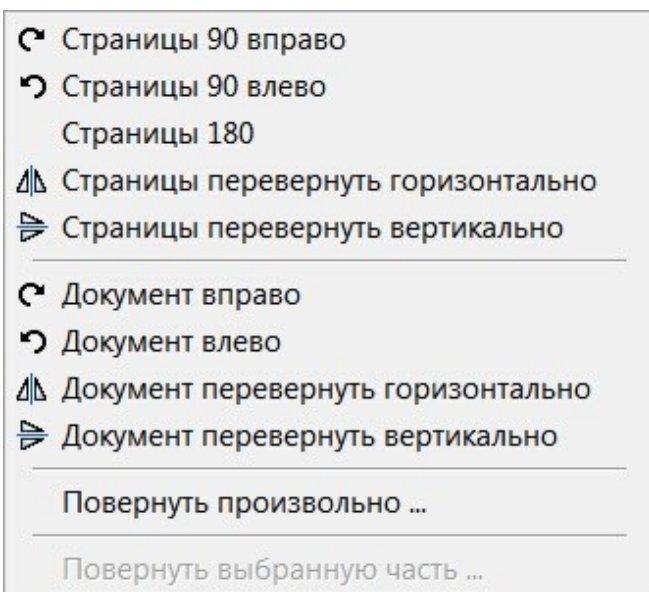 Страницы 90 вправо
Страницы 90 влево
Страницы 180
Страницы перевернуть горизонтально
Страницы перевернуть вертикально
Документ вправо
Документ влево
Документ перевернуть горизонтально
Документ перевернуть вертикально
Повернуть произвольно ...
Повернуть выбранную часть ...